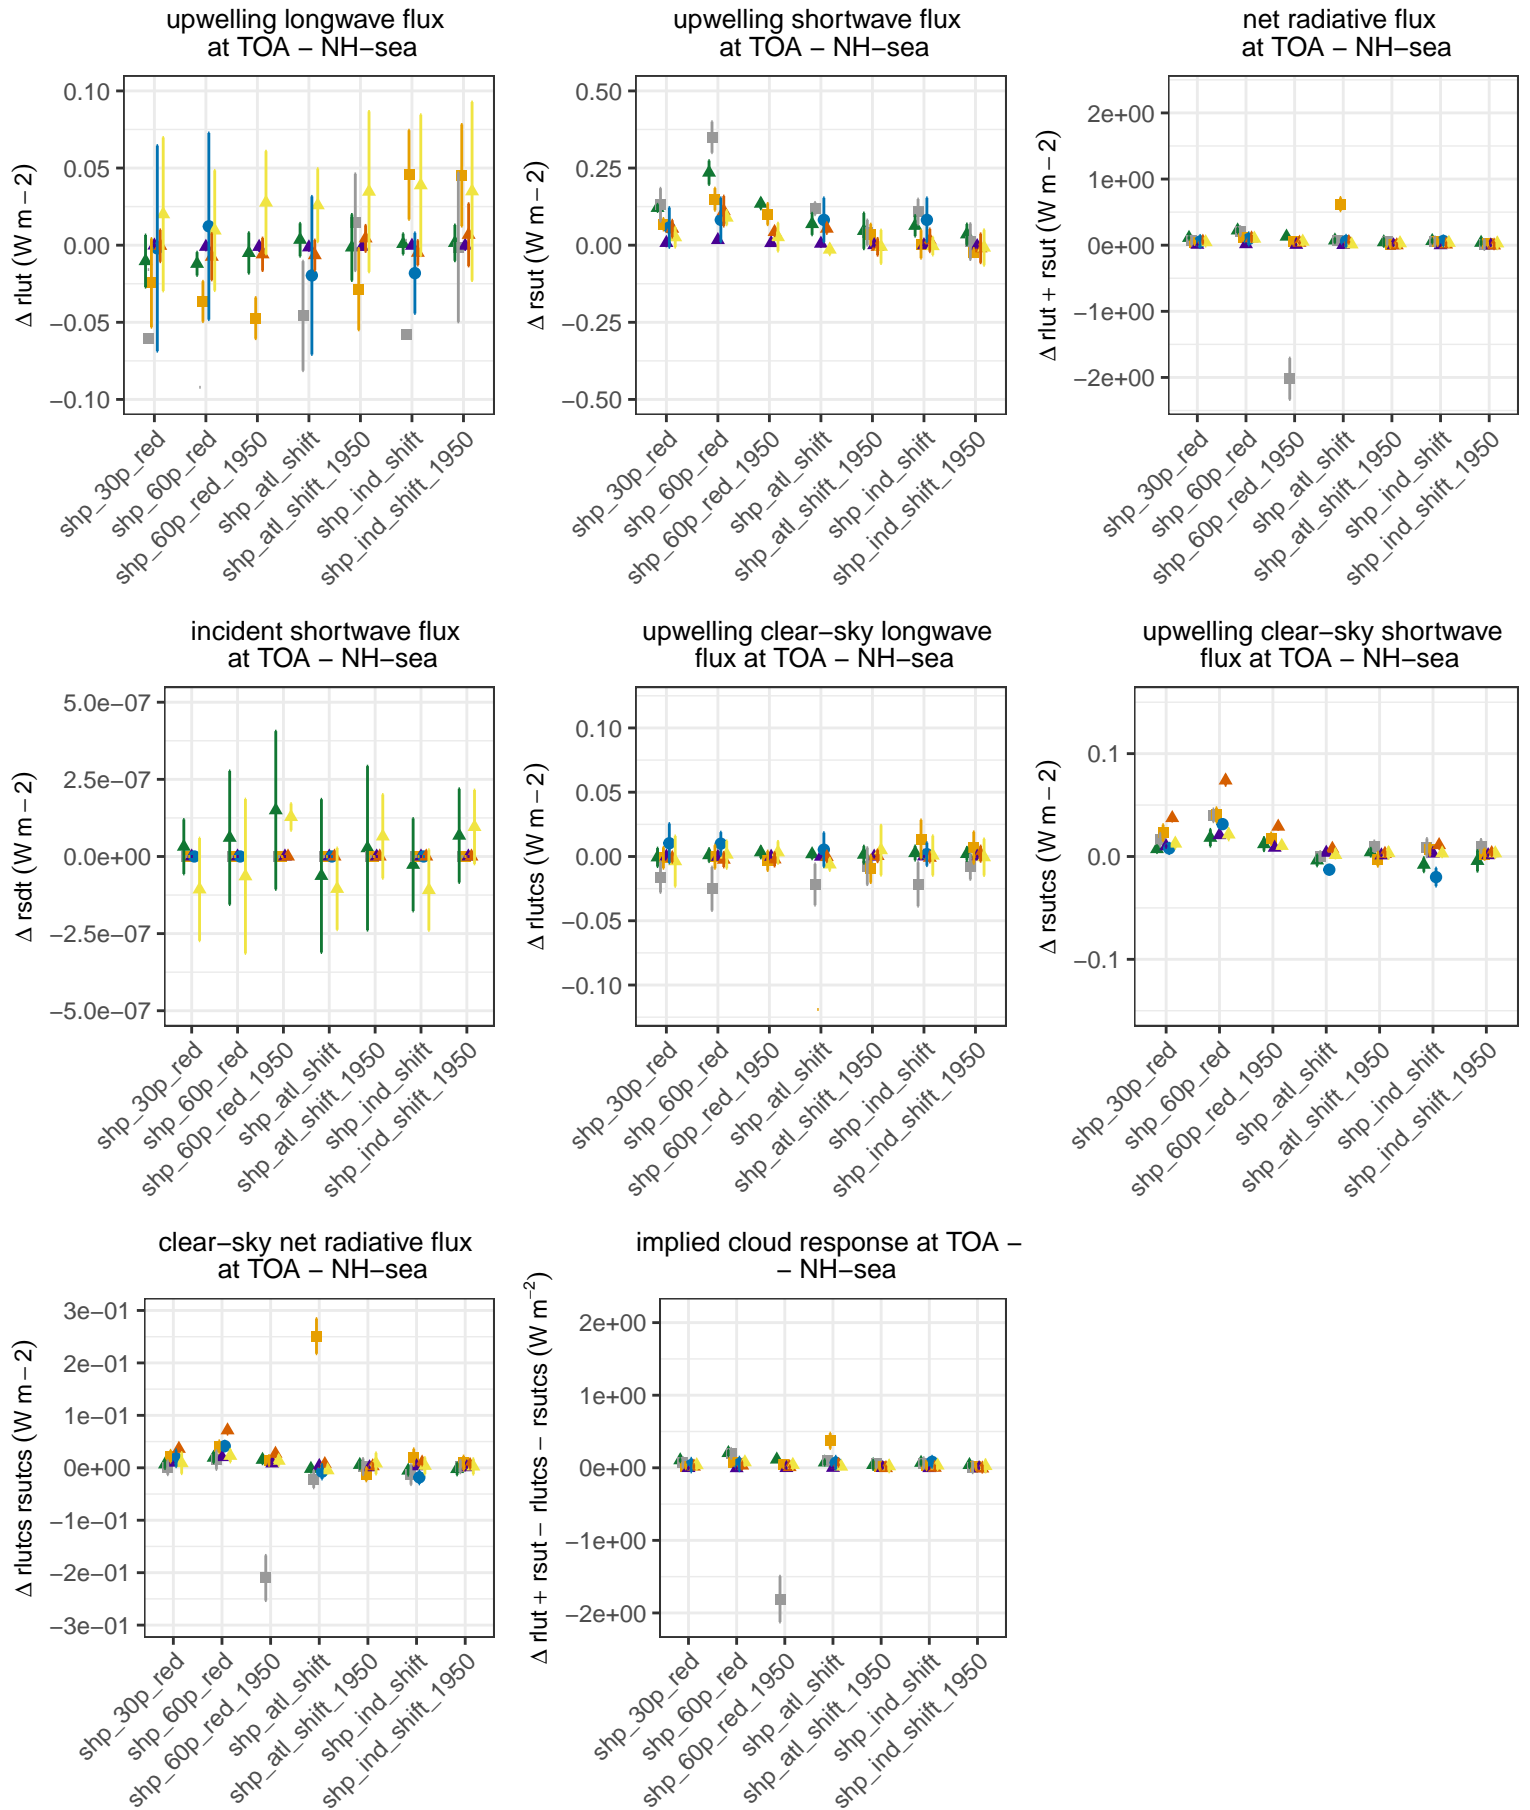 upwelling longwave flux
at TOA − NH−sea
Δ rlut (W m − 2)
0.10
0.05
0.00
−0.05
−0.10
shp_30p_red
shp_60p_red
shp_60p_red_1950
shp_atl_shift
shp_atl_shift_1950
shp_ind_shift
shp_ind_shift_1950
upwelling shortwave flux
at TOA − NH−sea
Δ rsut (W m − 2)
0.50
0.25
0.00
−0.25
−0.50
shp_30p_red
shp_60p_red
shp_60p_red_1950
shp_atl_shift
shp_atl_shift_1950
shp_ind_shift
shp_ind_shift_1950
net radiative flux
at TOA − NH−sea
Δ rlut + rsut (W m − 2)
2e+00
1e+00
0e+00
−1e+00
−2e+00
shp_30p_red
shp_60p_red
shp_60p_red_1950
shp_atl_shift
shp_atl_shift_1950
shp_ind_shift
shp_ind_shift_1950
incident shortwave flux
at TOA − NH−sea
Δ rsdt (W m − 2)
5.0e−07
2.5e−07
0.0e+00
−2.5e−07
−5.0e−07
shp_30p_red
shp_60p_red
shp_60p_red_1950
shp_atl_shift
shp_atl_shift_1950
shp_ind_shift
shp_ind_shift_1950
upwelling clear−sky longwave
flux at TOA − NH−sea
Δ rlutcs (W m − 2)
0.10
0.05
0.00
−0.05
−0.10
shp_30p_red
shp_60p_red
shp_60p_red_1950
shp_atl_shift
shp_atl_shift_1950
shp_ind_shift
shp_ind_shift_1950
upwelling clear−sky shortwave
flux at TOA − NH−sea
Δ rsutcs (W m − 2)
0.1
0.0
−0.1
shp_30p_red
shp_60p_red
shp_60p_red_1950
shp_atl_shift
shp_atl_shift_1950
shp_ind_shift
shp_ind_shift_1950
clear−sky net radiative flux
at TOA − NH−sea
Δ rlutcs rsutcs (W m − 2)
3e−01
2e−01
1e−01
0e+00
−1e−01
−2e−01
−3e−01
shp_30p_red
shp_60p_red
shp_60p_red_1950
shp_atl_shift
shp_atl_shift_1950
shp_ind_shift
shp_ind_shift_1950
implied cloud response at TOA −
− NH−sea
Δ rlut + rsut − rlutcs − rsutcs (W m⁻²)
2e+00
1e+00
0e+00
−1e+00
−2e+00
shp_30p_red
shp_60p_red
shp_60p_red_1950
shp_atl_shift
shp_atl_shift_1950
shp_ind_shift
shp_ind_shift_1950